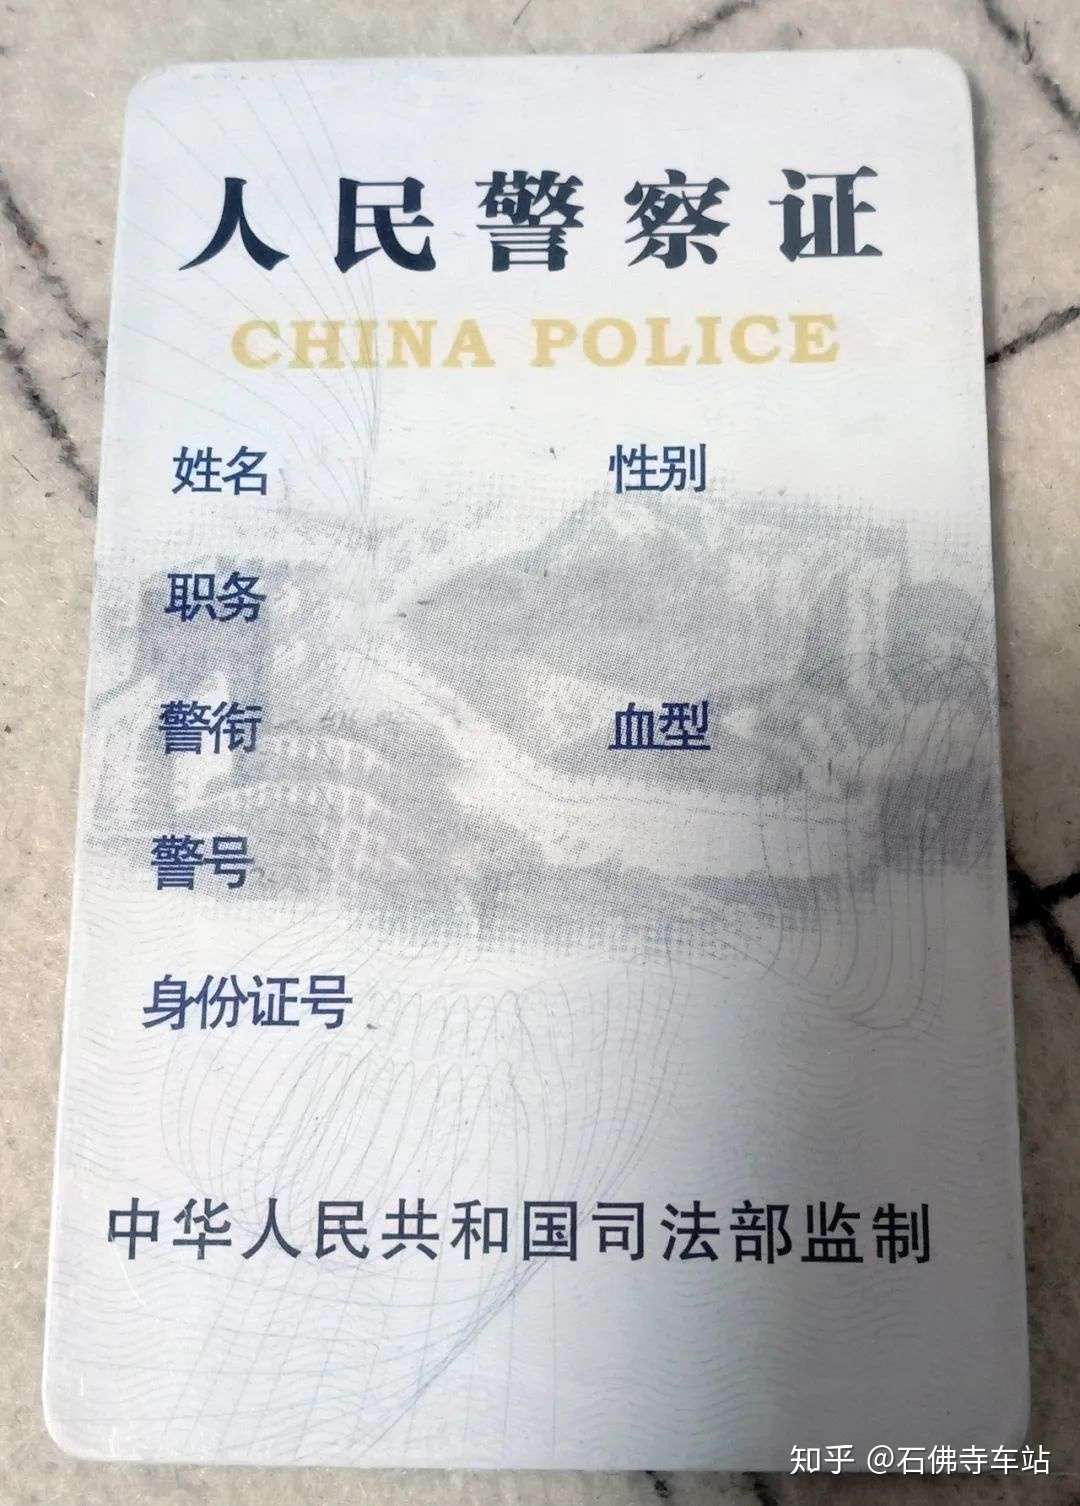 人民警察证
CHINA POLICE
姓名 性别
职务
警衔 血型
警号
身份证号
中华人民共和国司法部监制
知乎 @石佛寺车站